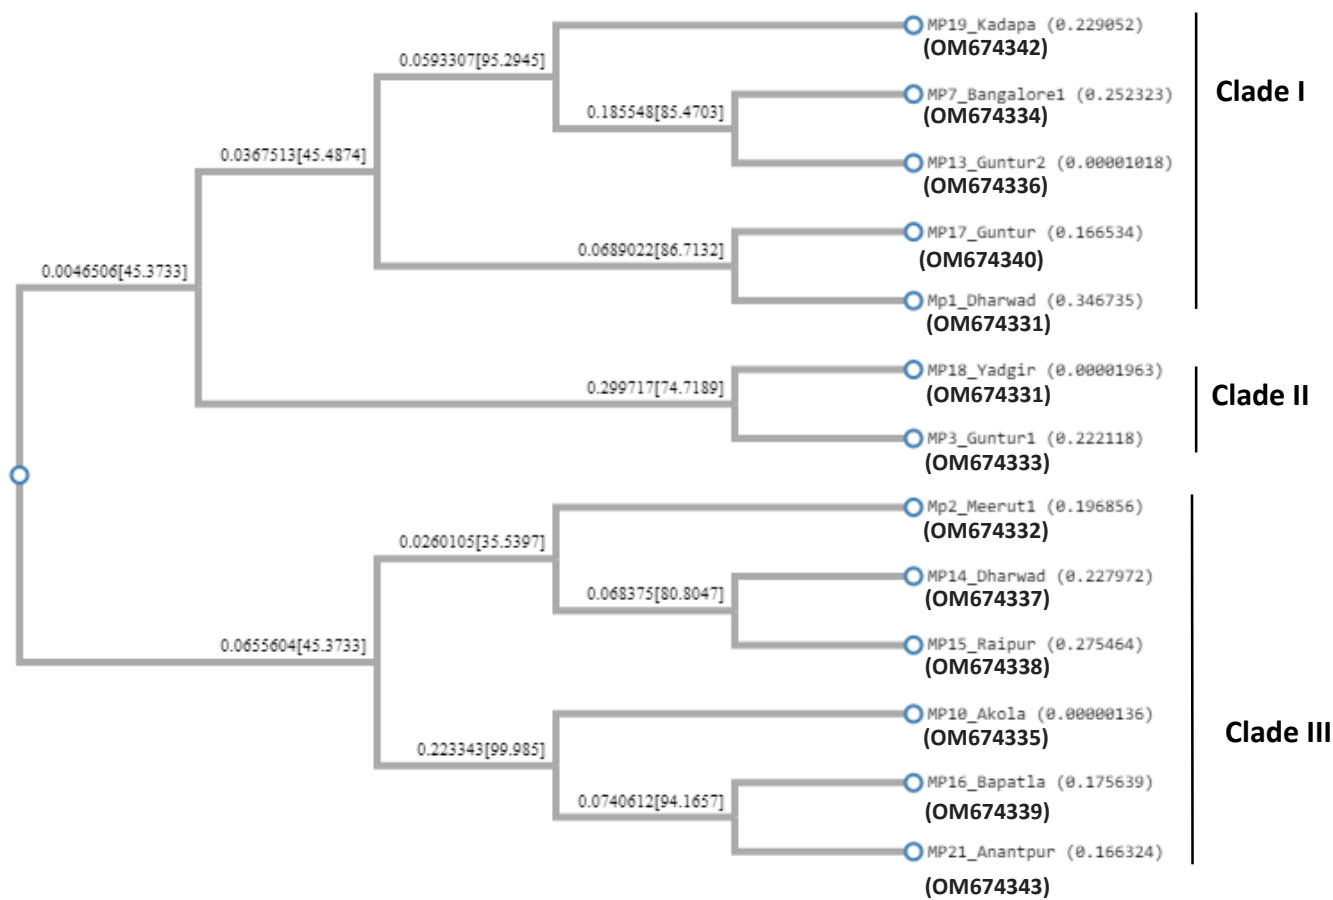 MP19_Kadapa (0.229052)
(OM674342)
0.0593307[95.2945]
Clade I
MP7_Bangalore1 (0.252323)
0.185548[85.4703]
(OM674334)
0.0367513[45.4874]
MP13_Guntur2 (0.00001018)
(OM674336)
MP17_Guntur (0.166534)
0.0689022[86.7132]
(OM674340)
0.0046506[45.3733]
Mp1_Dharwad (0.346735)
(OM674331)
MP18_Yadgir (0.00001963)
0.299717[74.7189]
(OM674331)
Clade II
MP3_Guntur1 (0.222118)
(OM674333)
Mp2_Meerut1 (0.196856)
(OM674332)
0.0260105[35.5397]
MP14_Dharwad (0.227972)
0.068375[80.8047]
(OM674337)
0.0655604[45.3733]
MP15_Raipur (0.275464)
(OM674338)
MP10_Akola (0.00000136)
(OM674335)
Clade III
0.223343[99.985]
MP16_Bapatla (0.175639)
0.0740612[94.1657]
(OM674339)
MP21_Anantpur (0.166324)
(OM674343)